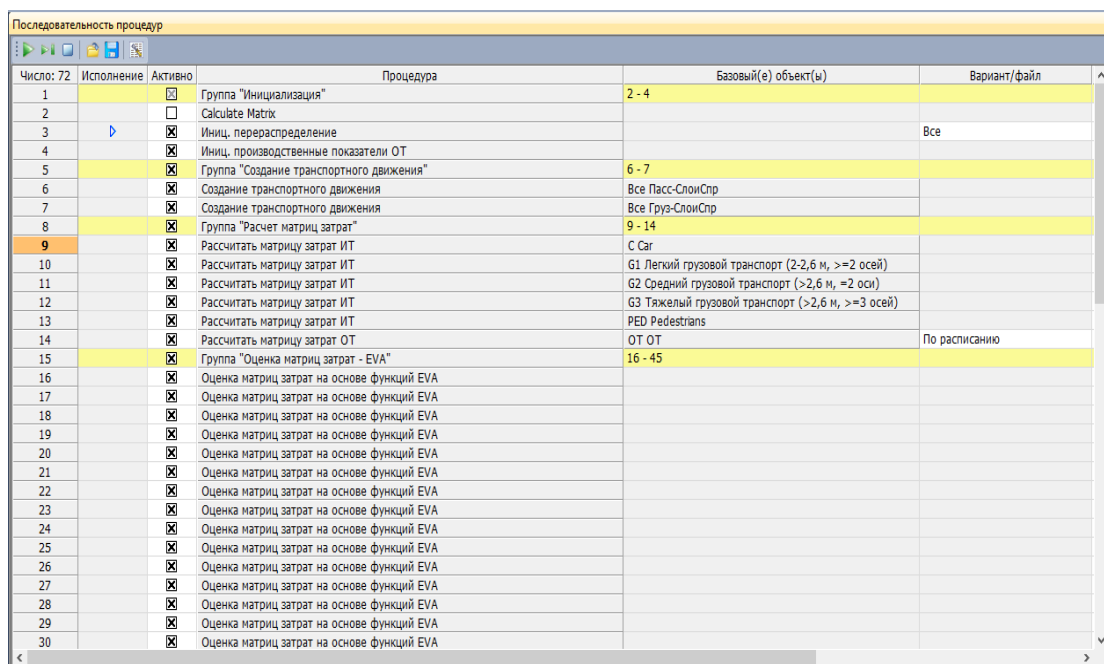 Последовательность процедур
Число: 72 Исполнение Активно Процедура Базовый(е) объект(ы) Вариант/файл
1 Группа "Инициализация" 2 - 4
2 Calculate Matrix
3 Иниц. перераспределение Все
4 Иниц. производственные показатели ОТ
5 Группа "Создание транспортного движения" 6 - 7
6 Создание транспортного движения Все Пасс-СлоиСпр
7 Создание транспортного движения Все Груз-СлоиСпр
8 Группа "Расчет матриц затрат" 9 - 14
9 Рассчитать матрицу затрат ИТ C Car
10 Рассчитать матрицу затрат ИТ G1 Легкий грузовой транспорт (2-2,6 м, >=2 осей)
11 Рассчитать матрицу затрат ИТ G2 Средний грузовой транспорт (>2,6 м, =2 оси)
12 Рассчитать матрицу затрат ИТ G3 Тяжелый грузовой транспорт (>2,6 м, >=3 осей)
13 Рассчитать матрицу затрат ИТ PED Pedestrians
14 Рассчитать матрицу затрат ОТ ОТ ОТ По расписанию
15 Группа "Оценка матриц затрат - EVA" 16 - 45
16 Оценка матриц затрат на основе функций EVA
17 Оценка матриц затрат на основе функций EVA
18 Оценка матриц затрат на основе функций EVA
19 Оценка матриц затрат на основе функций EVA
20 Оценка матриц затрат на основе функций EVA
21 Оценка матриц затрат на основе функций EVA
22 Оценка матриц затрат на основе функций EVA
23 Оценка матриц затрат на основе функций EVA
24 Оценка матриц затрат на основе функций EVA
25 Оценка матриц затрат на основе функций EVA
26 Оценка матриц затрат на основе функций EVA
27 Оценка матриц затрат на основе функций EVA
28 Оценка матриц затрат на основе функций EVA
29 Оценка матриц затрат на основе функций EVA
30 Оценка матриц затрат на основе функций EVA